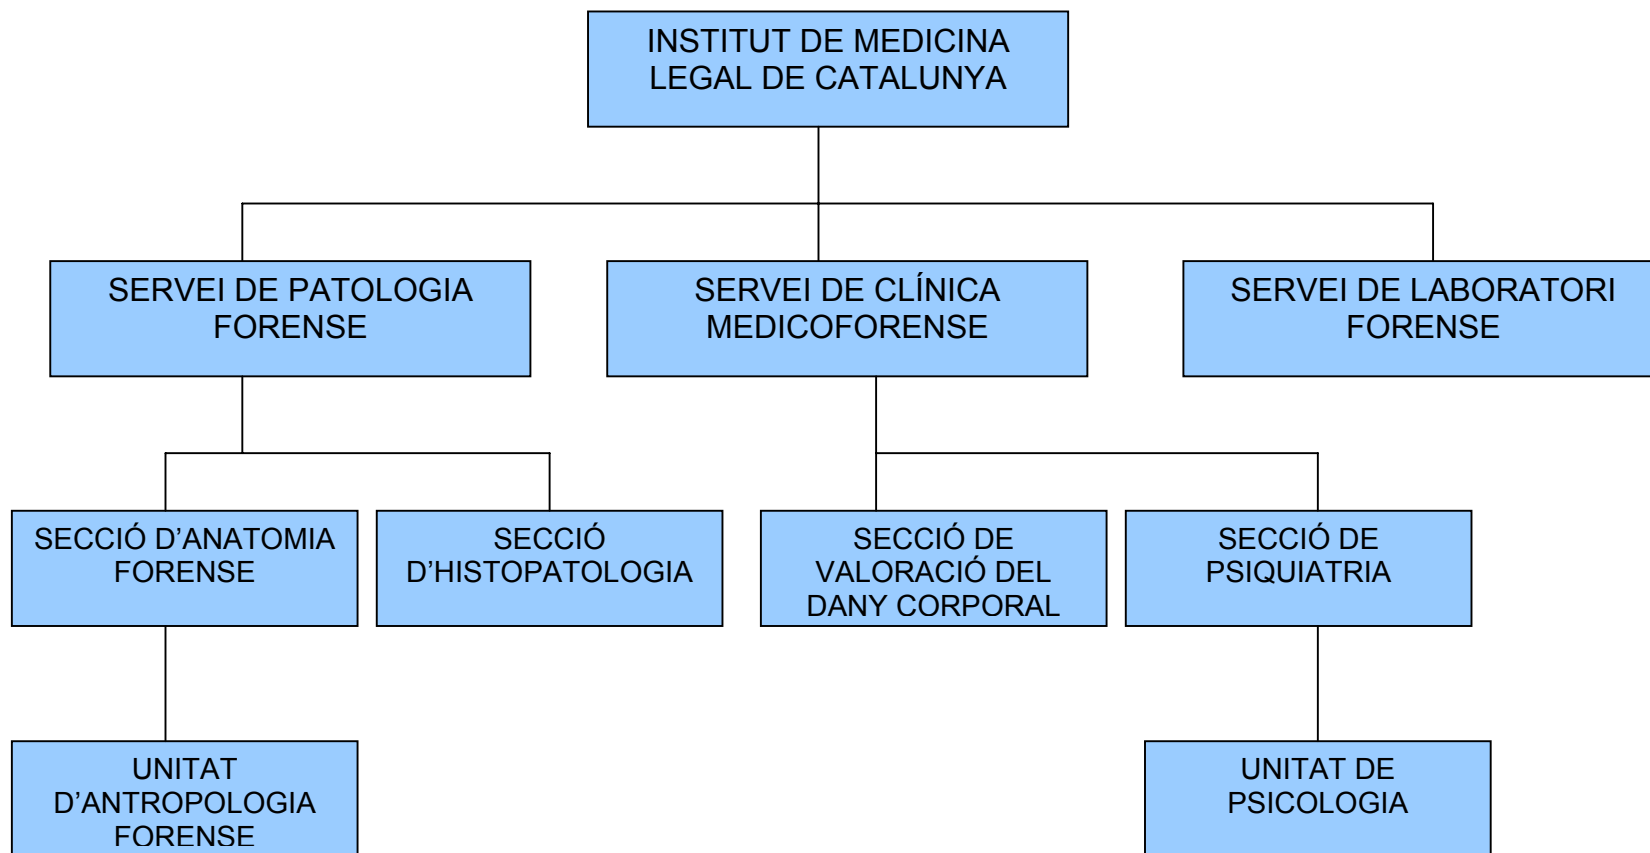 INSTITUT DE MEDICINA
LEGAL DE CATALUNYA
SERVEI DE PATOLOGIA
FORENSE
SERVEI DE CLÍNICA
MEDICOFORENSE
SERVEI DE LABORATORI
FORENSE
SECCIÓ D’ANATOMIA
FORENSE
SECCIÓ
D’HISTOPATOLOGIA
SECCIÓ DE
VALORACIÓ DEL
DANY CORPORAL
SECCIÓ DE
PSIQUIATRIA
UNITAT
D’ANTROPOLOGIA
FORENSE
UNITAT DE
PSICOLOGIA